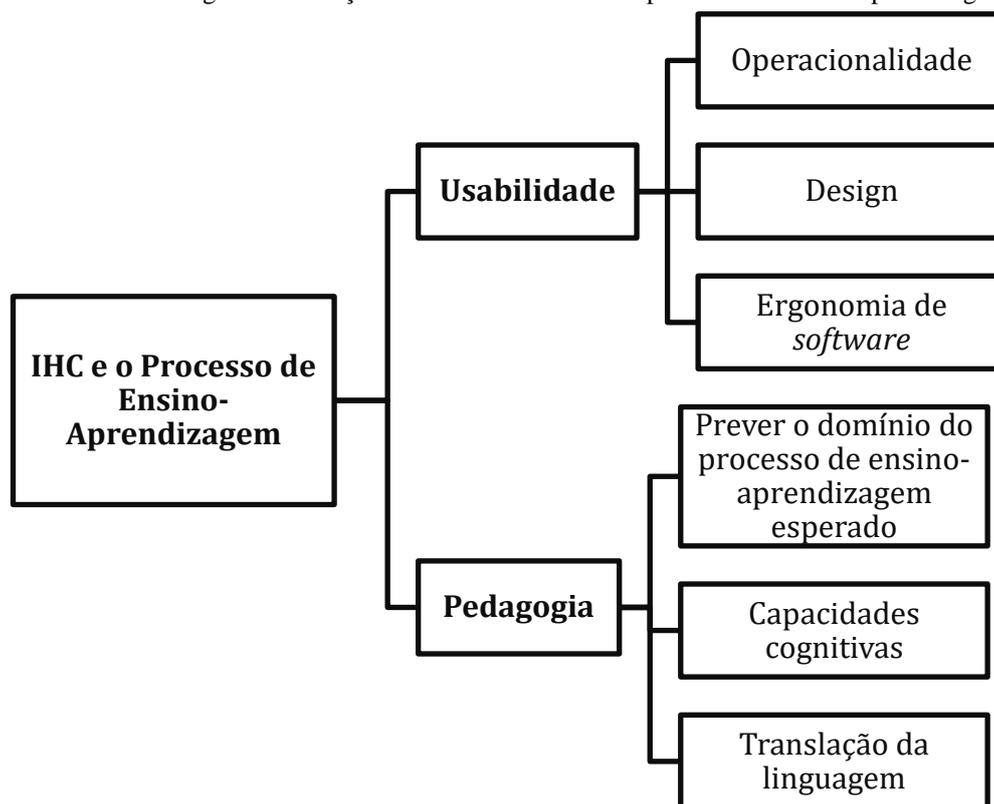 Operacionalidade
Usabilidade
Design
Ergonomia de
software
IHC e o Processo de
Ensino-
Aprendizagem
Prever o domínio do
processo de ensino-
aprendizagem
esperado
Pedagogia
Capacidades
cognitivas
Translação da
linguagem